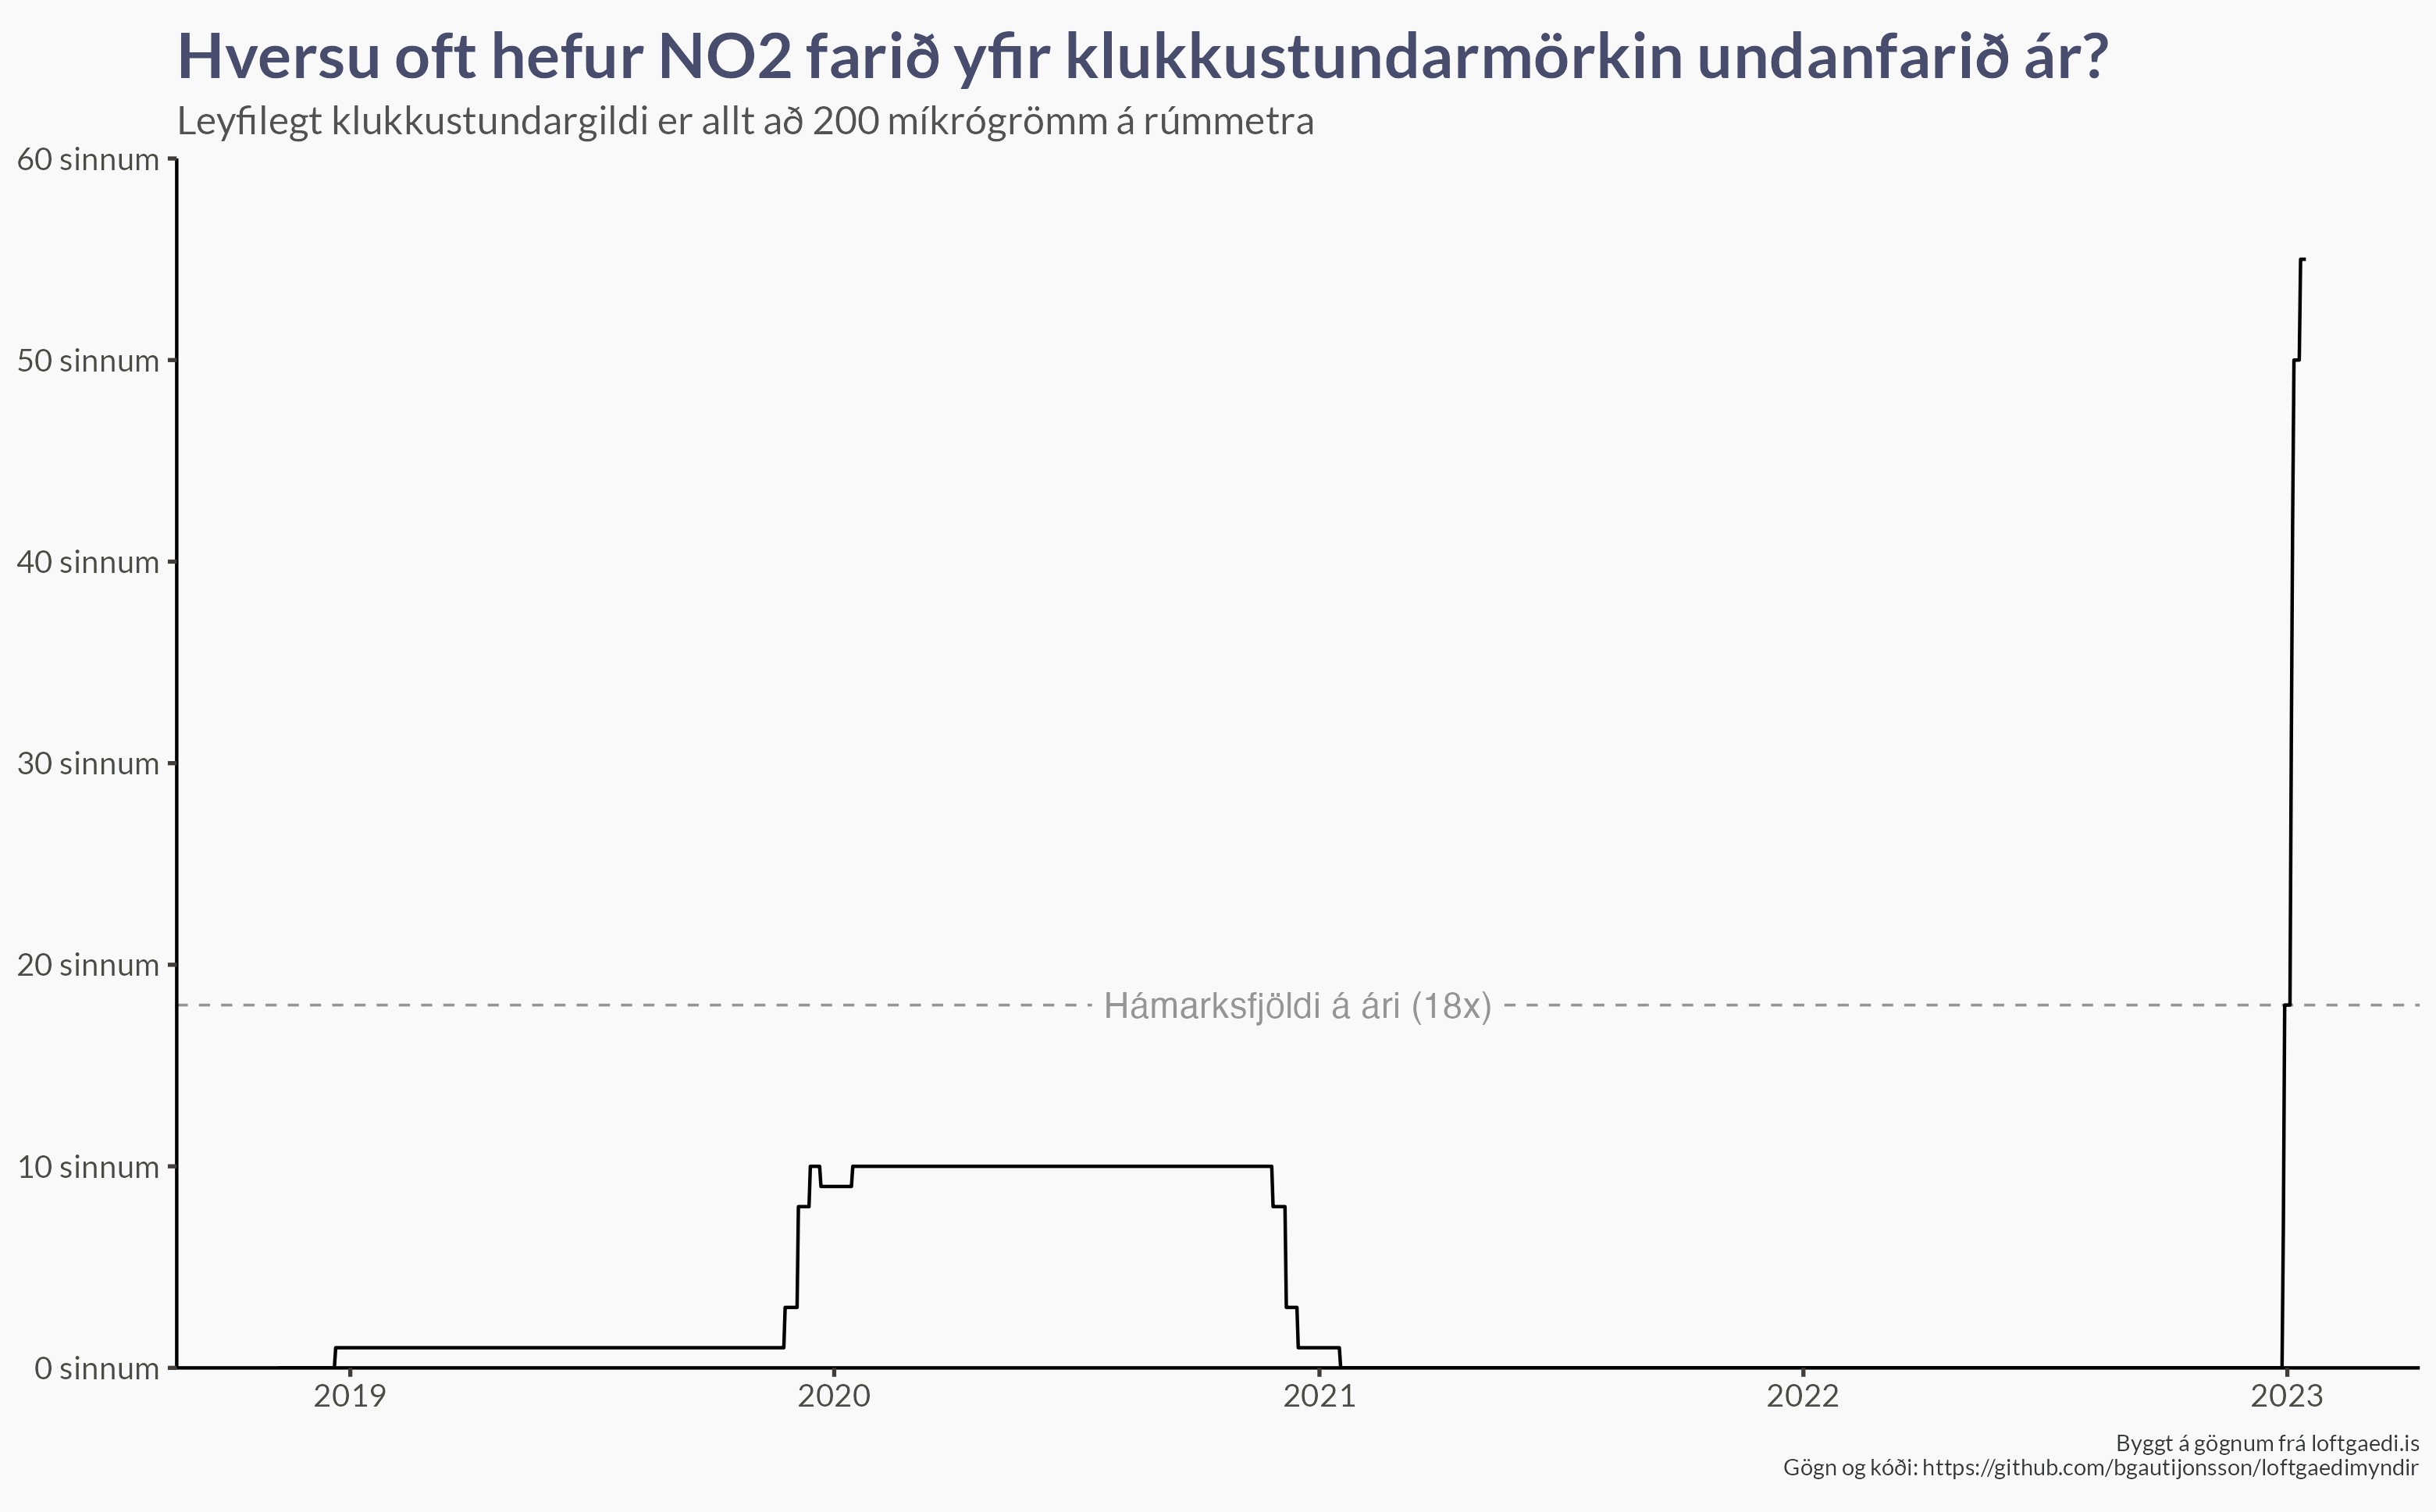 Hversu oft hefur NO2 farið yfir klukkustundarmörkin undanfarið ár?
Leyfilegt klukkustundargildi er allt að 200 míkrógrömm á rúmmetra
60 sinnum
50 sinnum
40 sinnum
30 sinnum
20 sinnum
Hámarksfjöldi á ári (18x)
10 sinnum
0 sinnum
2019
2020
2021
2022
2023
Byggt á gögnum frá loftgaedi.is
Gögn og kóði: https://github.com/bgautijonsson/loftgaedimyndir